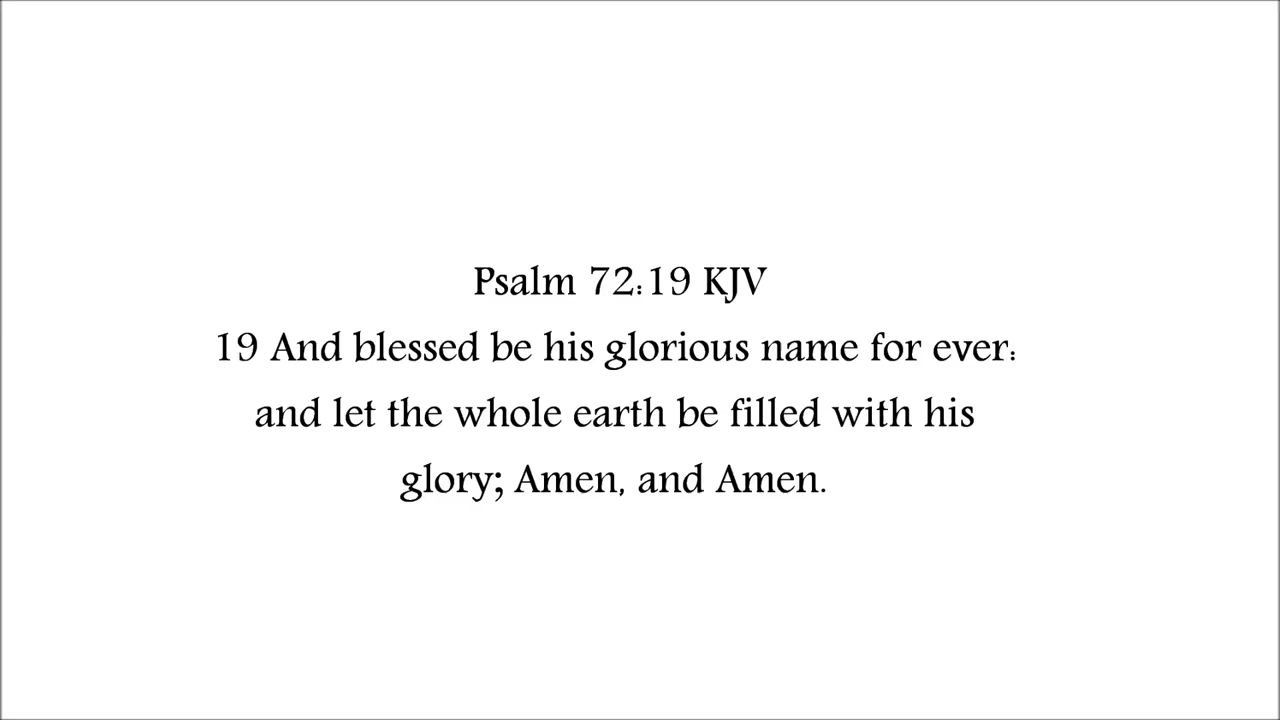 Psalm 72:19 KJV
19 And blessed be his glorious name for ever:
and let the whole earth be filled with his
glory; Amen, and Amen.